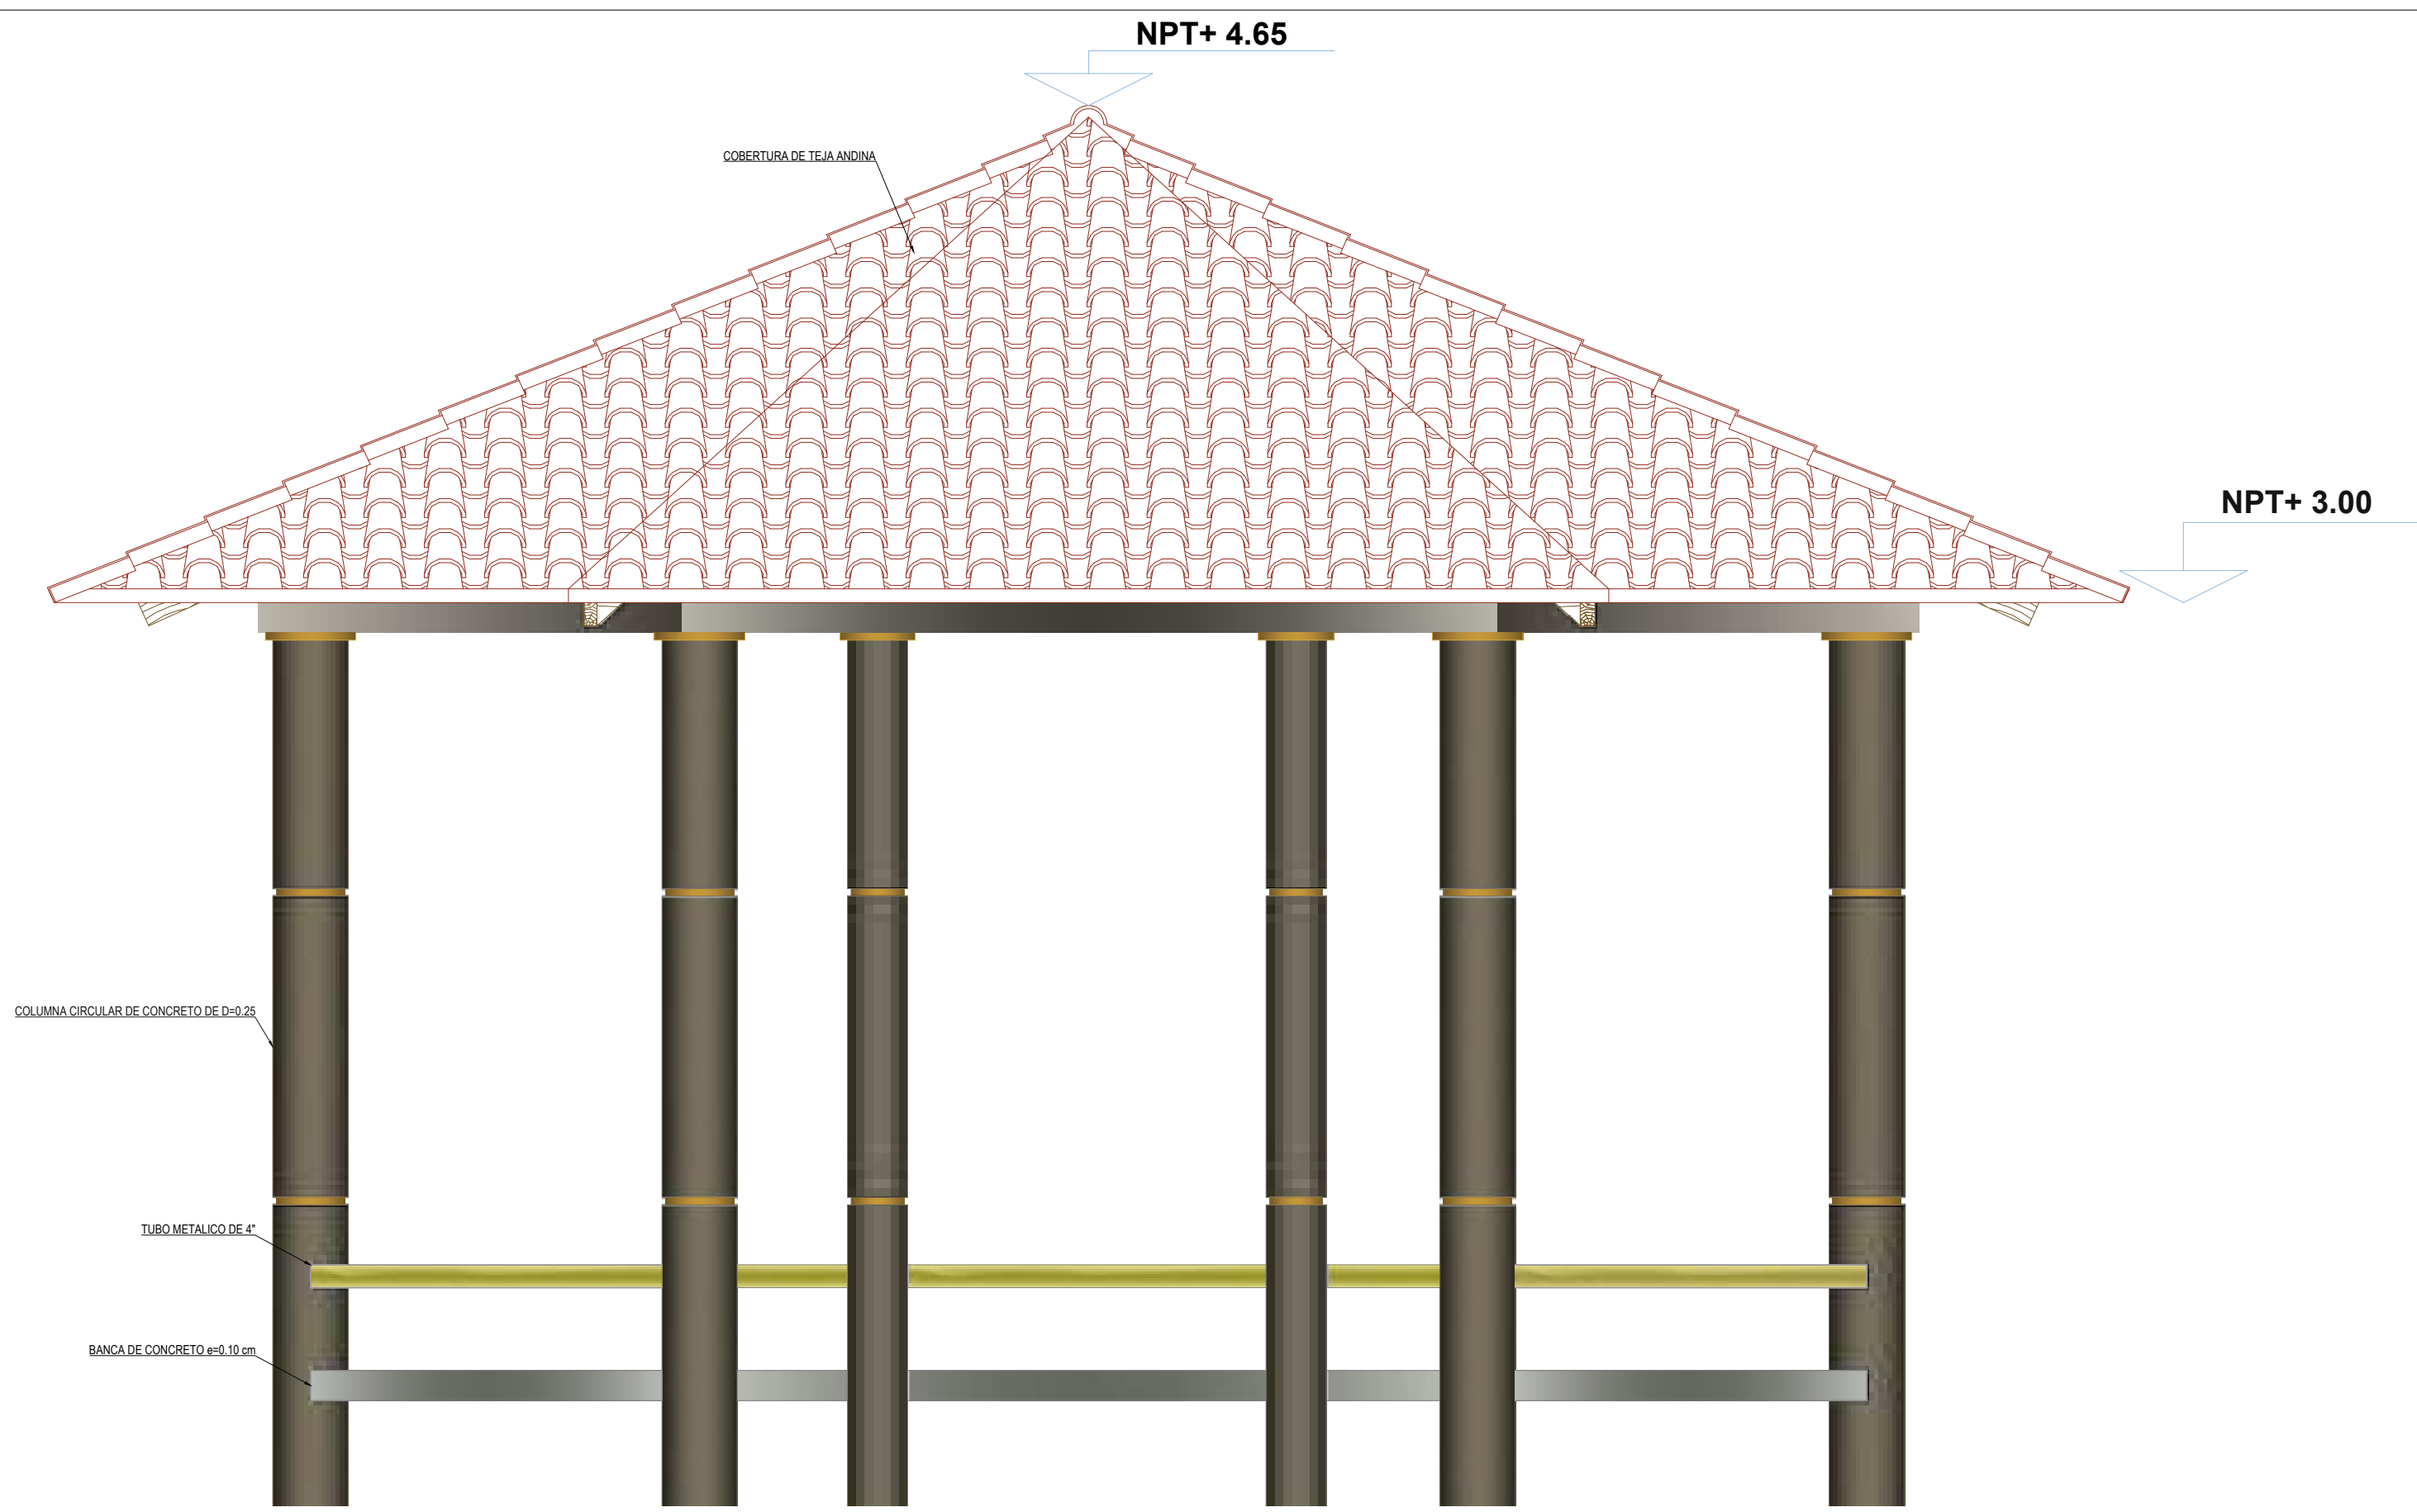 NPT+ 4.65
COBERTURA DE TEJA ANDINA
NPT+ 3.00
COLUMNA CIRCULAR DE CONCRETO DE D=0.25
TUBO METALICO DE 4"
BANCA DE CONCRETO e=0.10 cm